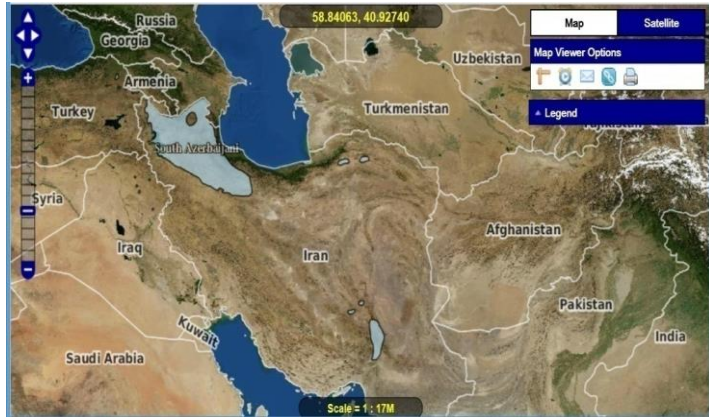 58.84063, 40.92740
Map
Satellite
Map Viewer Options
Legend
Russia
Georgia
Armenia
Turkey
Uzbekistan
Turkmenistan
South Azerbaijani
Syria
Iraq
Iran
Afghanistan
Pakistan
India
Kuwait
Saudi Arabia
Scale = 1 : 17M